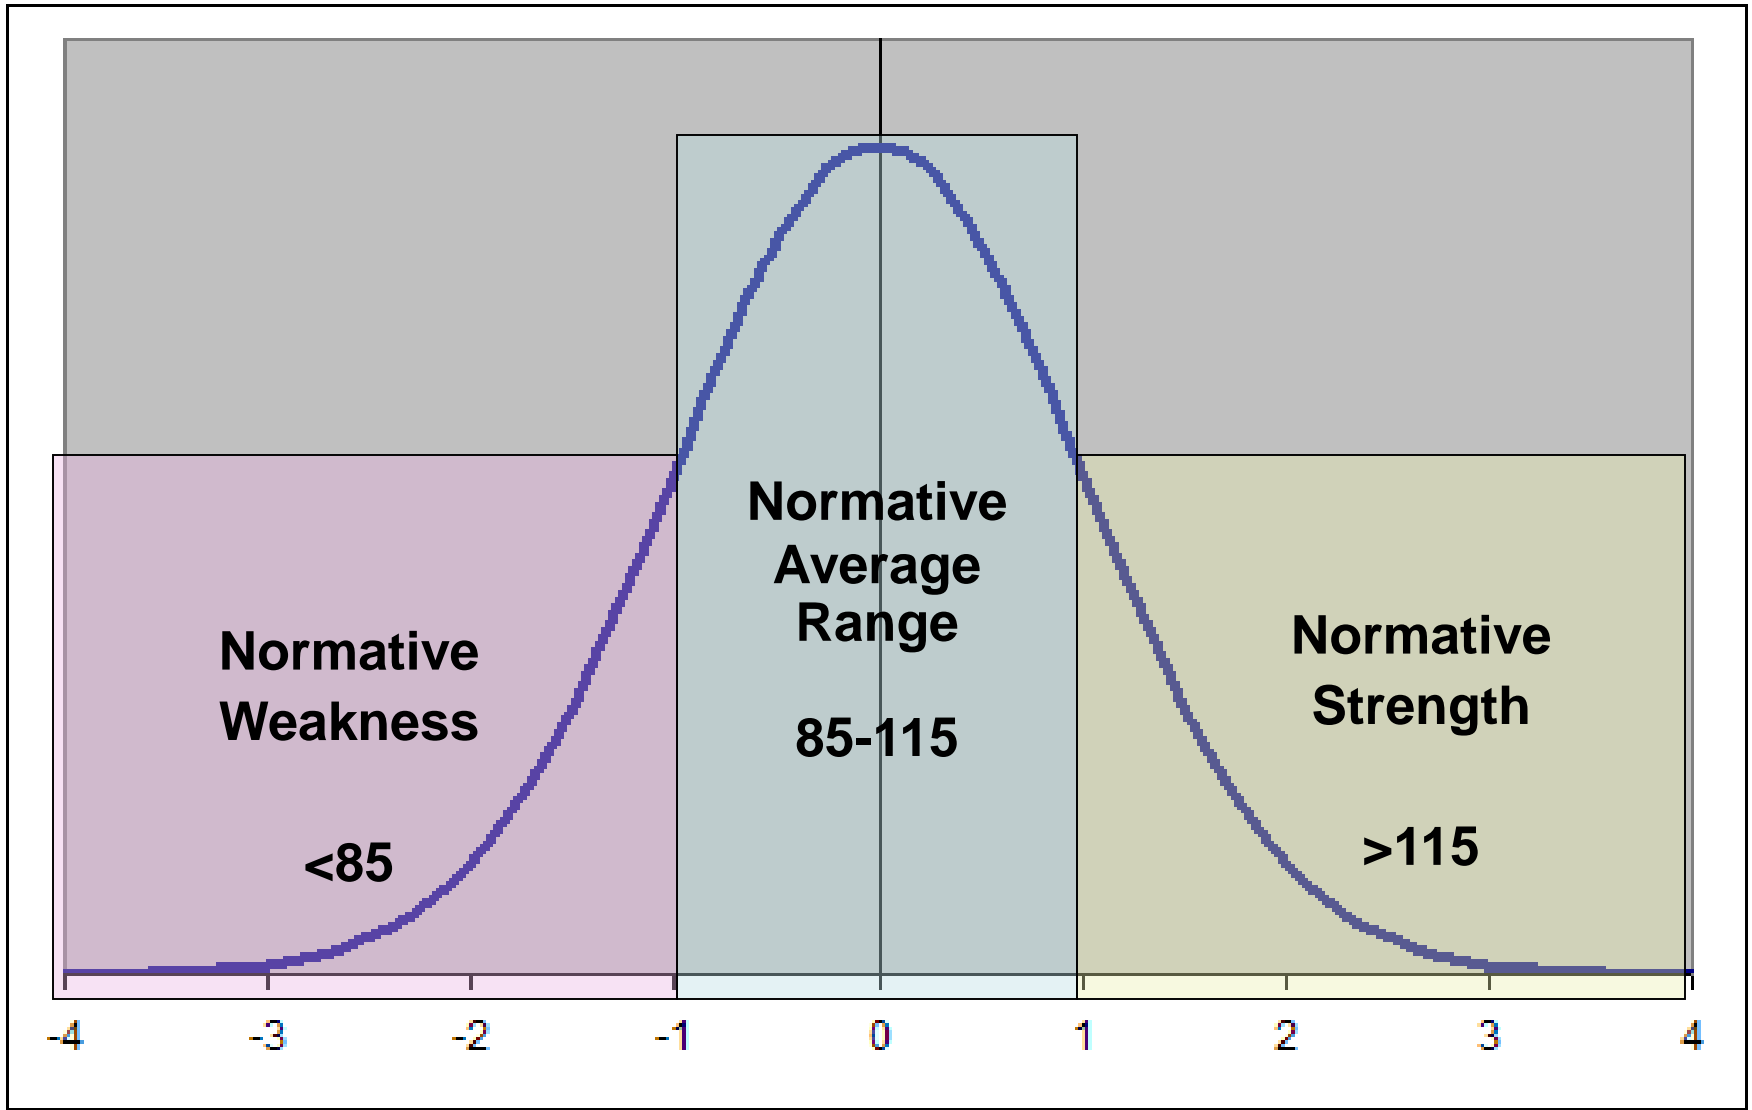 Normative
Weakness
<85
Normative
Average
Range
85-115
Normative
Strength
>115
-4 -3 -2 -1 0 1 2 3 4